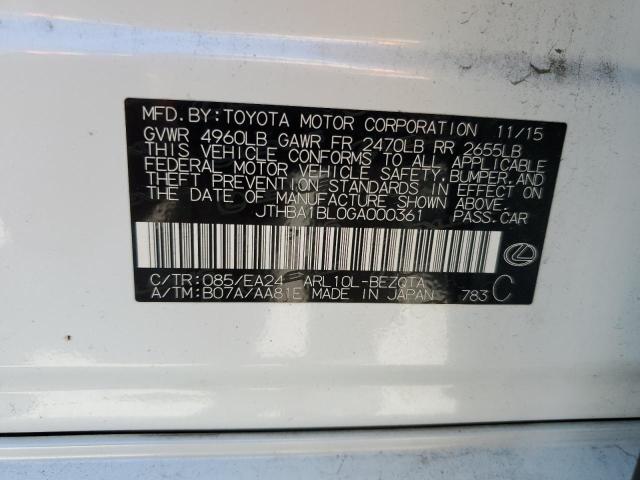 MFD.BY:TOYOTA MOTOR CORPORATION 11/15
GVWR 4960LB GAWR FR 2470LB RR 2655LB
THIS VEHICLE CONFORMS TO ALL APPLICABLE
FEDERAL MOTOR VEHICLE SAFETY,BUMPER,AND
THEFT PREVENTION STANDARDS IN EFFECT ON
THE DATE OF MANUFACTURE SHOWN ABOVE.
JTHBA1BL0GA000361 PASS.CAR
C/TR:085/EA24 ARL10L-BEZQTA
A/TM:B07A/AA81E MADE IN JAPAN 783 C